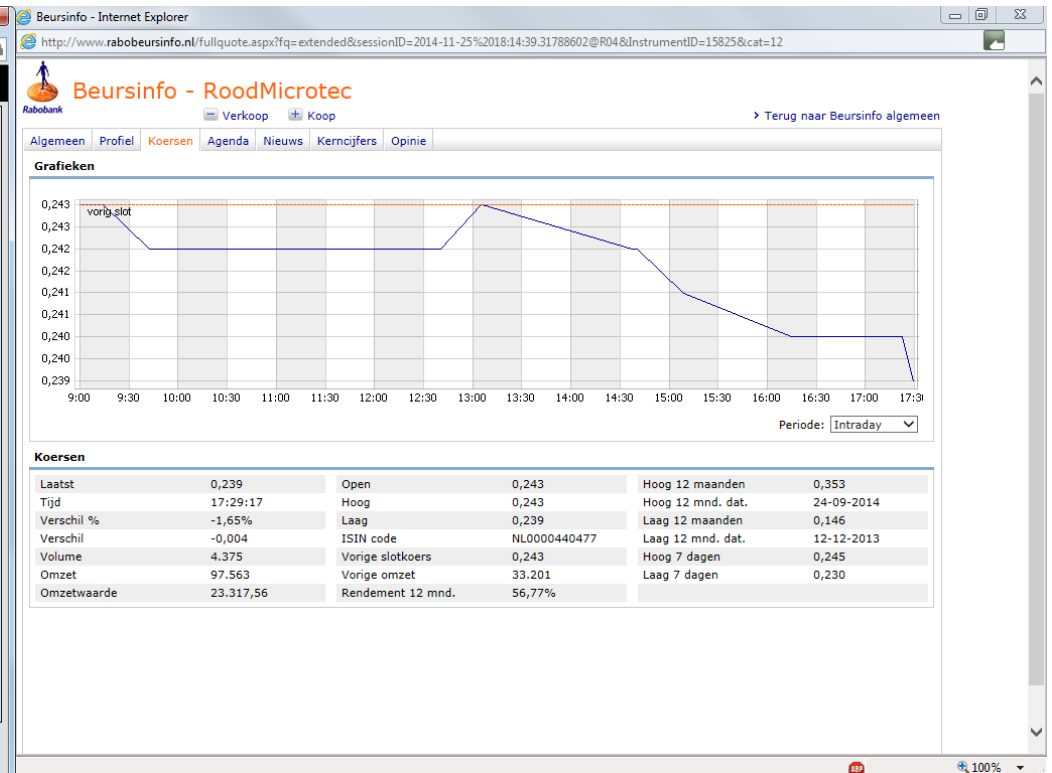 Beursinfo - Internet Explorer
http://www.rabobeursinfo.nl/fullquote.aspx?fq=extended&sessionID=2014-11-25%2018:14:39.31788602@R04&InstrumentID=15825&cat=12
Rabobank
Beursinfo - RoodMicrotec
Verkoop Koop
> Terug naar Beursinfo algemeen
Algemeen Profiel Koersen Agenda Nieuws Kerncijfers Opinie
Grafieken
0,243
vorig slot
0,243
0,242
0,242
0,241
0,241
0,240
0,240
0,239
9:00 9:30 10:00 10:30 11:00 11:30 12:00 12:30 13:00 13:30 14:00 14:30 15:00 15:30 16:00 16:30 17:00 17:30
Periode: Intraday
Koersen
Laatst 0,239 Open 0,243 Hoog 12 maanden 0,353
Tijd 17:29:17 Hoog 0,243 Hoog 12 mnd. dat. 24-09-2014
Verschil % -1,65% Laag 0,239 Laag 12 maanden 0,146
Verschil -0,004 ISIN code NL0000440477 Laag 12 mnd. dat. 12-12-2013
Volume 4.375 Vorige slotkoers 0,243 Hoog 7 dagen 0,245
Omzet 97.563 Vorige omzet 33.201 Laag 7 dagen 0,230
Omzetwaarde 23.317,56 Rendement 12 mnd. 56,77%
ABP 100%